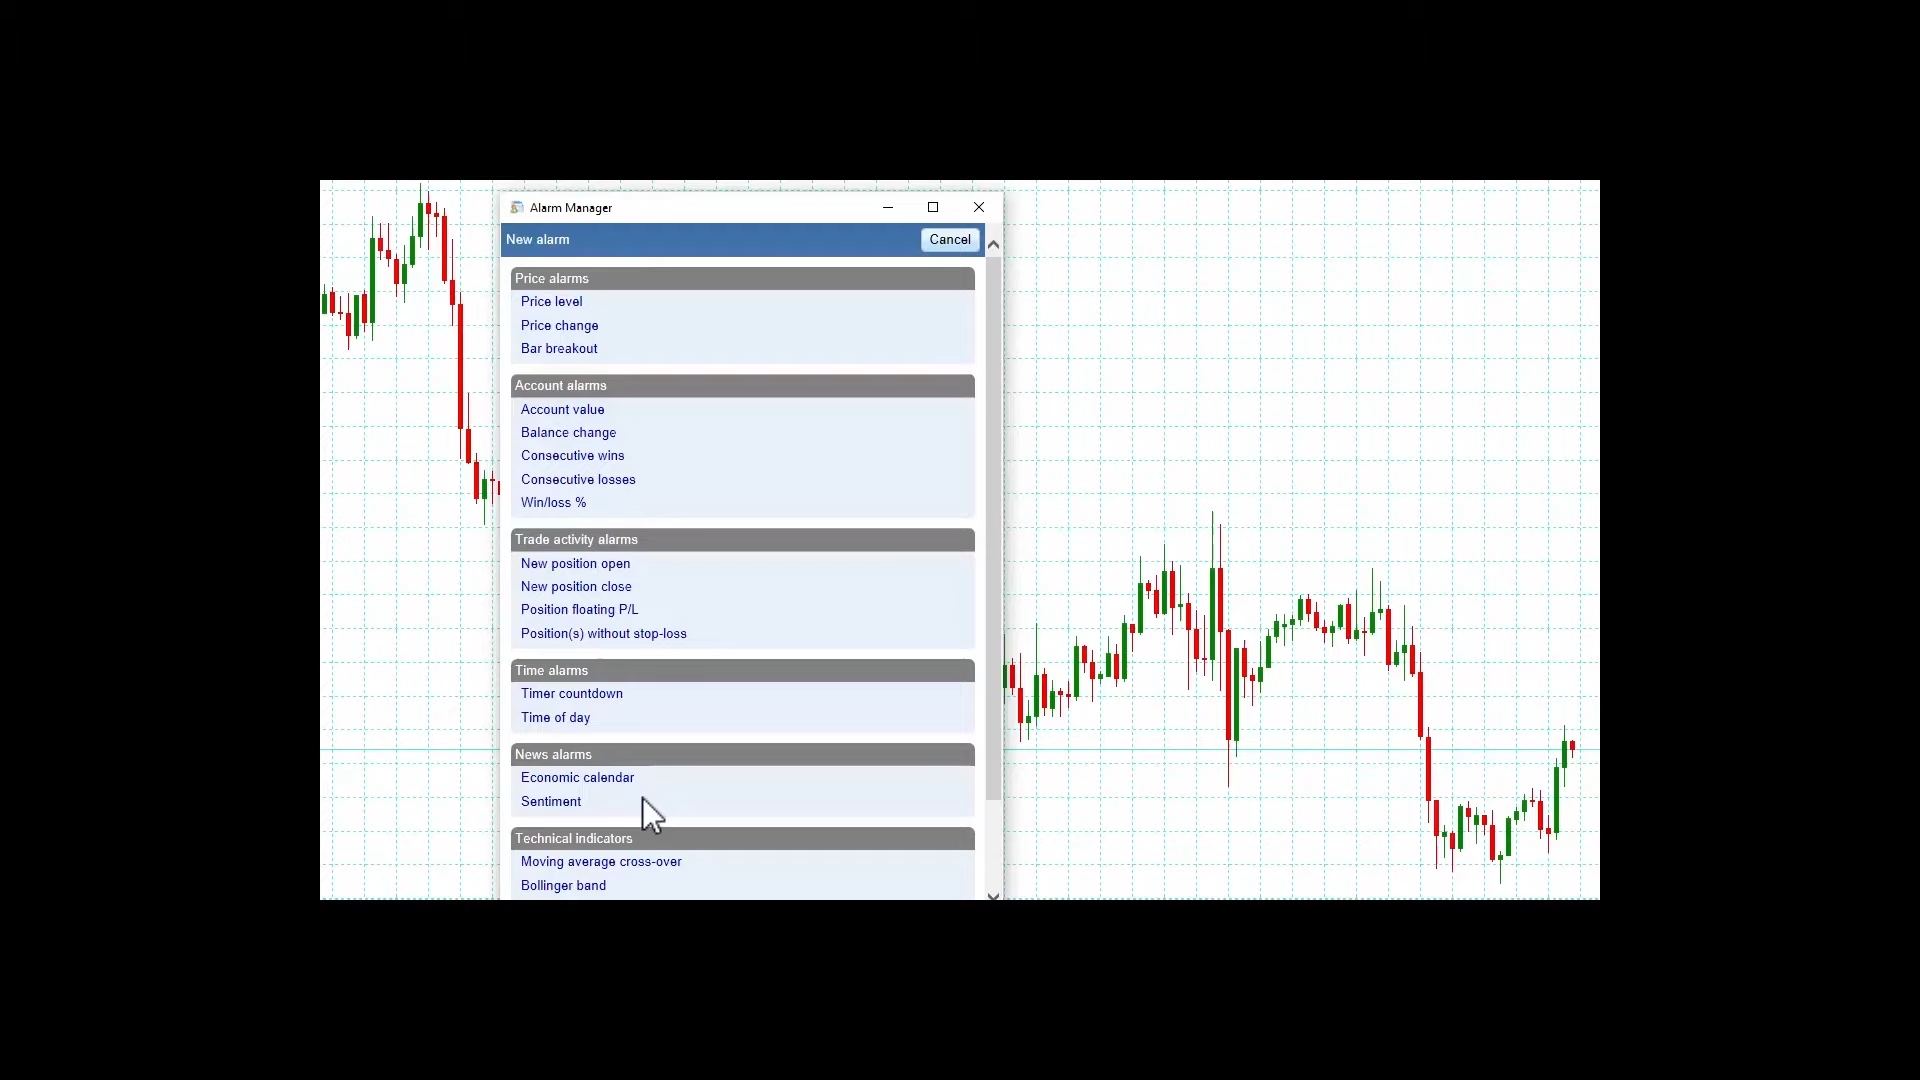 Alarm Manager
New alarm
Cancel
Price alarms
Price level
Price change
Bar breakout
Account alarms
Account value
Balance change
Consecutive wins
Consecutive losses
Win/loss %
Trade activity alarms
New position open
New position close
Position floating P/L
Position(s) without stop-loss
Time alarms
Timer countdown
Time of day
News alarms
Economic calendar
Sentiment
Technical indicators
Moving average cross-over
Bollinger band